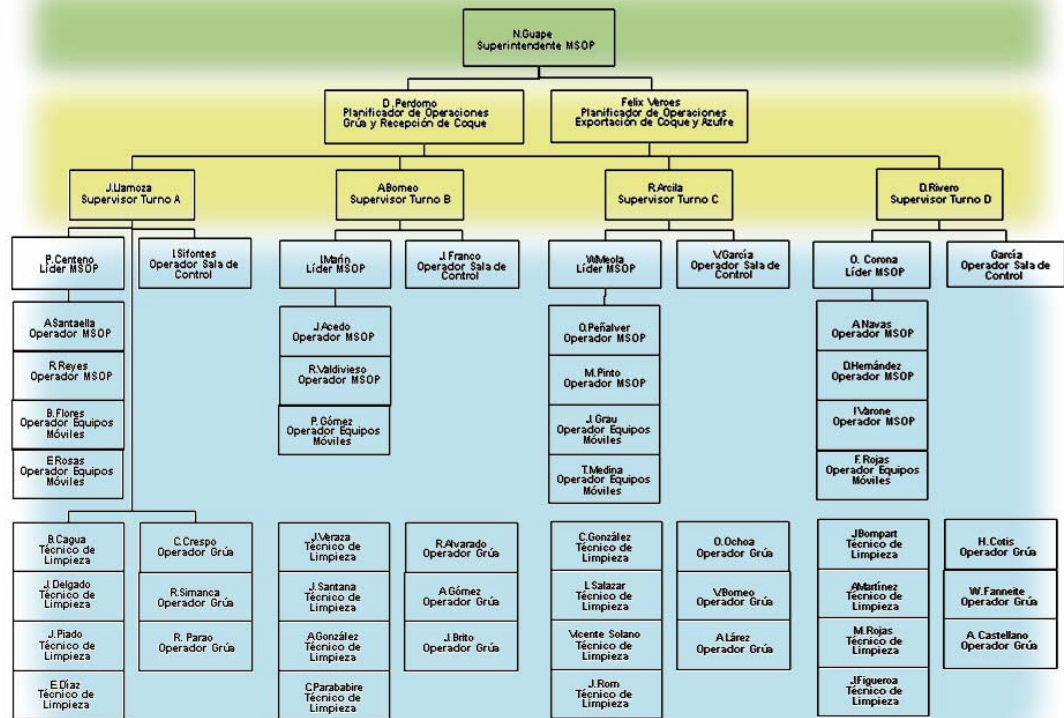 N.Guape
Superintendente MSOP
D. Perdomo
Planificador de Operaciones
Grúa y Recepción de Coque
Felix Veroes
Planificador de Operaciones
Exportación de Coque y Azufre
J.Llamoza
Supervisor Turno A
A.Borneo
Supervisor Turno B
R.Arcila
Supervisor Turno C
D.Rivero
Supervisor Turno D
P.Centeno
Líder MSOP
I.Sifontes
Operador Sala de
Control
I.Marín
Líder MSOP
J. Franco
Operador Sala de
Control
W.Meola
Líder MSOP
V.García
Operador Sala de
Control
O. Corona
Líder MSOP
García
Operador Sala de
Control
A.Santaella
Operador MSOP
R.Reyes
Operador MSOP
B.Flores
Operador Equipos
Móviles
E.Rosas
Operador Equipos
Móviles
J.Acedo
Operador MSOP
R.Valdivieso
Operador MSOP
P. Gómez
Operador Equipos
Móviles
O.Peñalver
Operador MSOP
M.Pinto
Operador MSOP
J. Grau
Operador Equipos
Móviles
T.Medina
Operador Equipos
Móviles
A.Navas
Operador MSOP
D.Hernández
Operador MSOP
I.Varone
Operador MSOP
F. Rojas
Operador Equipos
Móviles
B.Cagua
Técnico de
Limpieza
J. Delgado
Técnico de
Limpieza
J.Piado
Técnico de
Limpieza
E.Díaz
Técnico de
Limpieza
C.Crespo
Operador Grúa
R.Simanca
Operador Grúa
R. Parao
Operador Grúa
J.Veraza
Técnico de
Limpieza
J.Santana
Técnico de
Limpieza
A.González
Técnico de
Limpieza
C.Parababire
Técnico de
Limpieza
R.Alvarado
Operador Grúa
A.Gómez
Operador Grúa
J.Brito
Operador Grúa
C.González
Técnico de
Limpieza
L.Salazar
Técnico de
Limpieza
Vicente Solano
Técnico de
Limpieza
J.Rom
Técnico de
Limpieza
O.Ochoa
Operador Grúa
V.Borneo
Operador Grúa
A.Lárez
Operador Grúa
J.Bompart
Técnico de
Limpieza
A.Martínez
Técnico de
Limpieza
M.Rojas
Técnico de
Limpieza
J.Figueroa
Técnico de
Limpieza
H.Cotis
Operador Grúa
W.Fanneite
Operador Grúa
A. Castellano
Operador Grúa